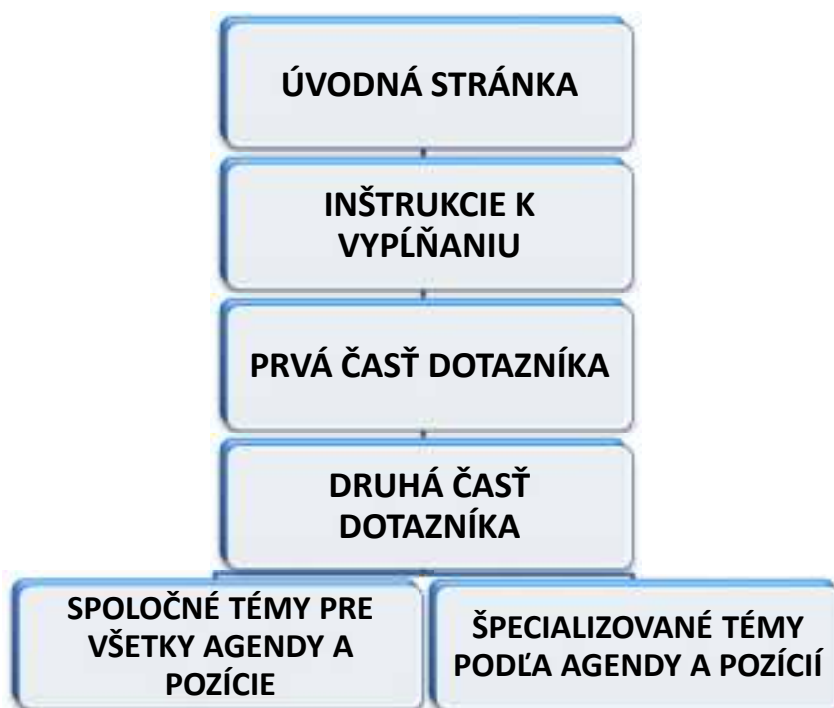 ÚVODNÁ STRÁNKA
INŠTRUKCIE K
VYPĹŇANIU
PRVÁ ČASŤ DOTAZNÍKA
DRUHÁ ČASŤ
DOTAZNÍKA
SPOLOČNÉ TÉMY PRE
VŠETKY AGENDY A
POZÍCIE
ŠPECIALIZOVANÉ TÉMY
PODĽA AGENDY A POZÍCIÍ